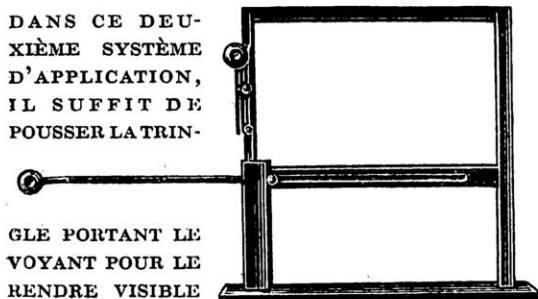 DANS CE DEU-
XIÈME SYSTÈME
D'APPLICATION,
IL SUFFIT DE
POUSSER LA TRIN-
GLE PORTANT LE
VOYANT POUR LE
RENDRE VISIBLE